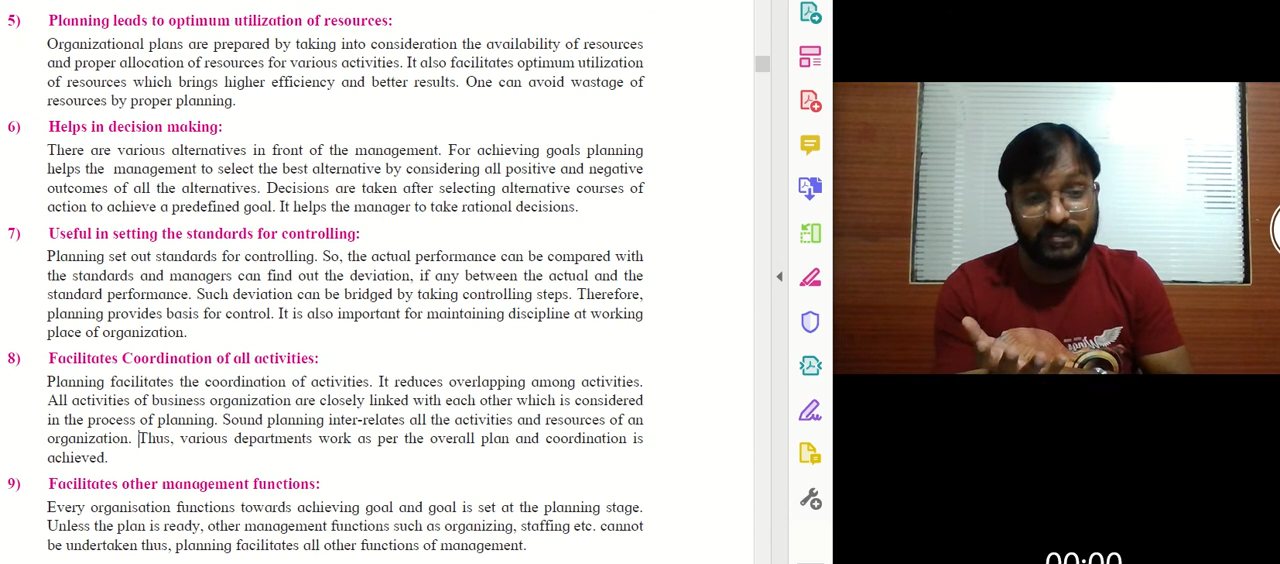 5) Planning leads to optimum utilization of resources:
Organizational plans are prepared by taking into consideration the availability of resources
and proper allocation of resources for various activities. It also facilitates optimum utilization
of resources which brings higher efficiency and better results. One can avoid wastage of
resources by proper planning.
6) Helps in decision making:
There are various alternatives in front of the management. For achieving goals planning
helps the management to select the best alternative by considering all positive and negative
outcomes of all the alternatives. Decisions are taken after selecting alternative courses of
action to achieve a predefined goal. It helps the manager to take rational decisions.
7) Useful in setting the standards for controlling:
Planning set out standards for controlling. So, the actual performance can be compared with
the standards and managers can find out the deviation, if any between the actual and the
standard performance. Such deviation can be bridged by taking controlling steps. Therefore,
planning provides basis for control. It is also important for maintaining discipline at working
place of organization.
8) Facilitates Coordination of all activities:
Planning facilitates the coordination of activities. It reduces overlapping among activities.
All activities of business organization are closely linked with each other which is considered
in the process of planning. Sound planning inter-relates all the activities and resources of an
organization. Thus, various departments work as per the overall plan and coordination is
achieved.
9) Facilitates other management functions:
Every organisation functions towards achieving goal and goal is set at the planning stage.
Unless the plan is ready, other management functions such as organizing, staffing etc. cannot
be undertaken thus, planning facilitates all other functions of management.
00:00